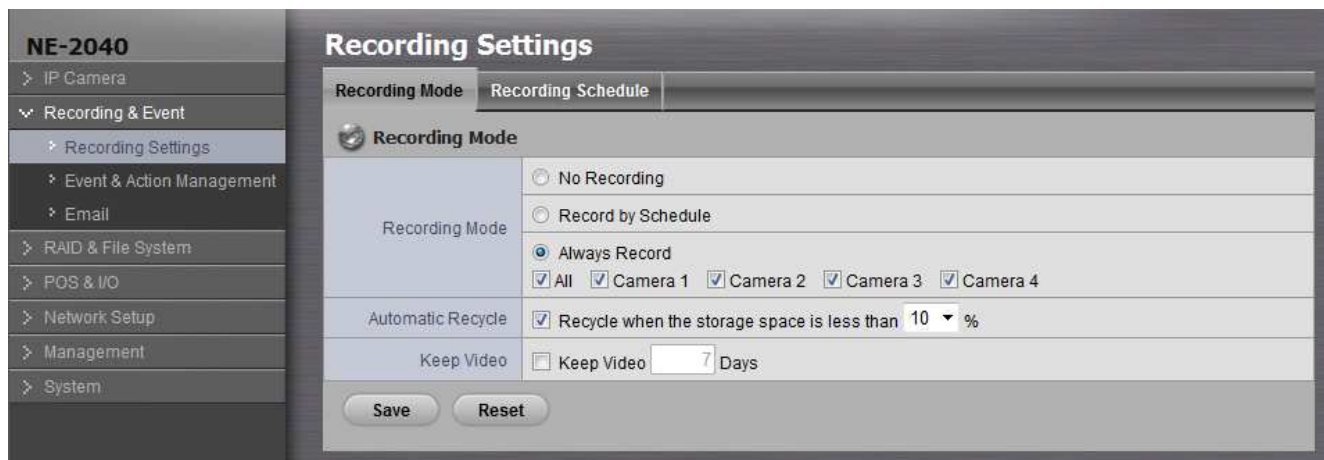 NE-2040
IP Camera
Recording & Event
Recording Settings
Event & Action Management
Email
RAID & File System
POS & I/O
Network Setup
Management
System
Recording Settings
Recording Mode
Recording Schedule
Recording Mode
Recording Mode
No Recording
Record by Schedule
Always Record
All Camera 1 Camera 2 Camera 3 Camera 4
Automatic Recycle
Recycle when the storage space is less than 10 %
Keep Video
Keep Video 7 Days
Save
Reset